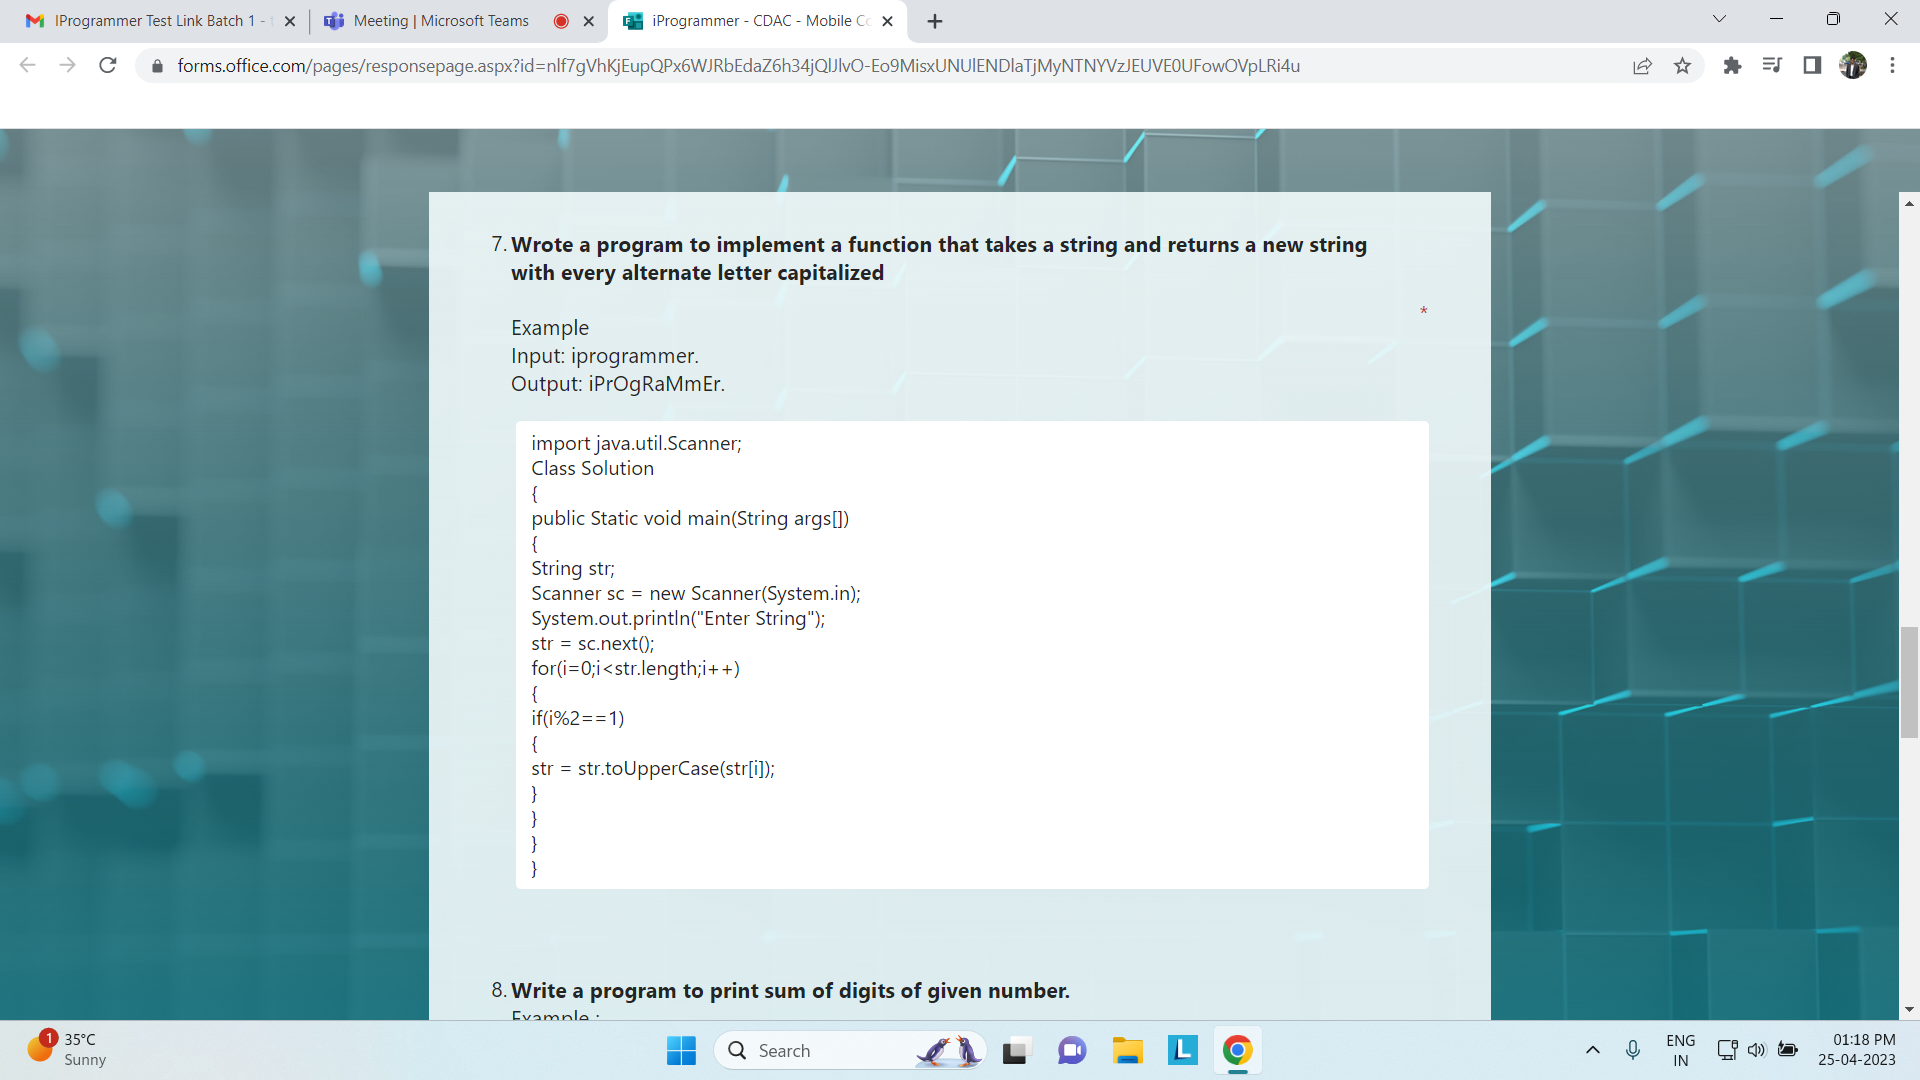 IProgrammer Test Link Batch 1 -
Meeting | Microsoft Teams
iProgrammer - CDAC - Mobile Co
forms.office.com/pages/responsepage.aspx?id=nlf7gVhKjEupQPx6WJRbEdaZ6h34jQlJlvO-Eo9MisxUNUlENDlaTjMyNTNYVzJEUVE0UFowOVpLRi4u
7. Wrote a program to implement a function that takes a string and returns a new string
with every alternate letter capitalized
*
Example
Input: iprogrammer.
Output: iPrOgRaMmEr.
import java.util.Scanner;
Class Solution
{
public Static void main(String args[])
{
String str;
Scanner sc = new Scanner(System.in);
System.out.println("Enter String");
str = sc.next();
for(i=0;i<str.length;i++)
{
if(i%2==1)
{
str = str.toUpperCase(str[i]);
}
}
}
}
8. Write a program to print sum of digits of given number.
Example :
1
35°C
Sunny
Search
L
ENG
IN
01:18 PM
25-04-2023